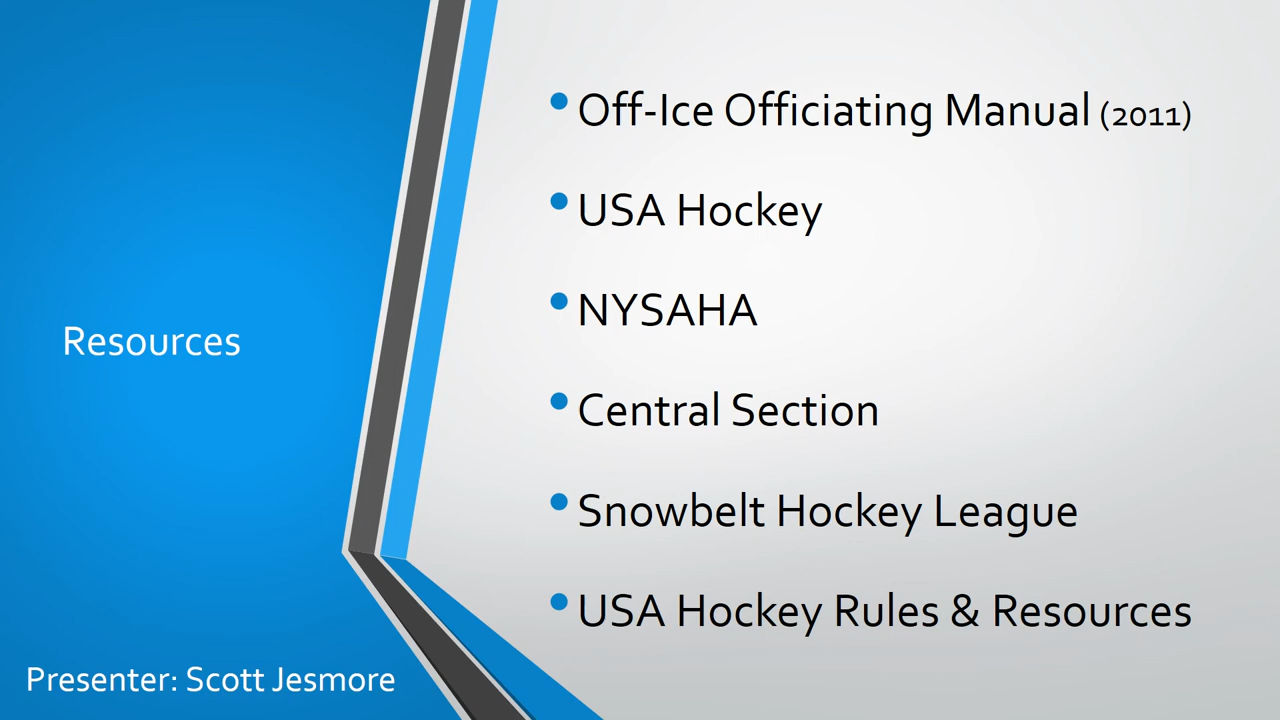 Resources
Presenter: Scott Jesmore
• Off-Ice Officiating Manual (2011)
• USA Hockey
• NYSAHA
• Central Section
• Snowbelt Hockey League
• USA Hockey Rules & Resources